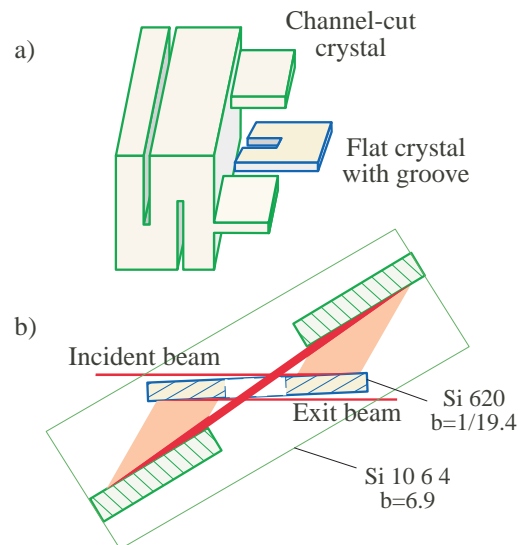 a)
Channel-cut
crystal
Flat crystal
with groove
b)
Incident beam
Exit beam
Si 620
b=1/19.4
Si 10 6 4
b=6.9